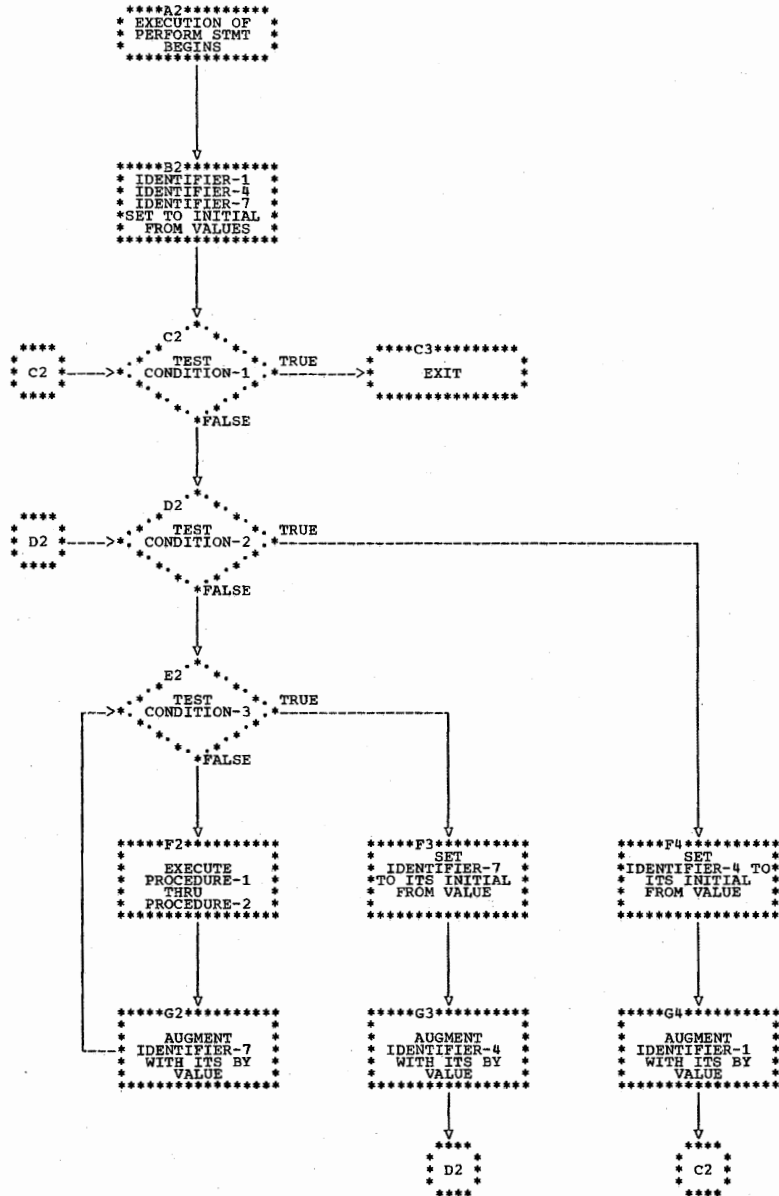 A2
EXECUTION OF
PERFORM STMT
BEGINS
B2
IDENTIFIER-1
IDENTIFIER-4
IDENTIFIER-7
SET TO INITIAL
FROM VALUES
C2
C2
TEST
CONDITION-1
TRUE
C3
EXIT
FALSE
D2
D2
TEST
CONDITION-2
TRUE
FALSE
E2
TEST
CONDITION-3
TRUE
FALSE
F2
EXECUTE
PROCEDURE-1
THRU
PROCEDURE-2
F3
SET
IDENTIFIER-7
TO ITS INITIAL
FROM VALUE
F4
SET
IDENTIFIER-4 TO
ITS INITIAL
FROM VALUE
G2
AUGMENT
IDENTIFIER-7
WITH ITS BY
VALUE
G3
AUGMENT
IDENTIFIER-4
WITH ITS BY
VALUE
G4
AUGMENT
IDENTIFIER-1
WITH ITS BY
VALUE
D2
C2